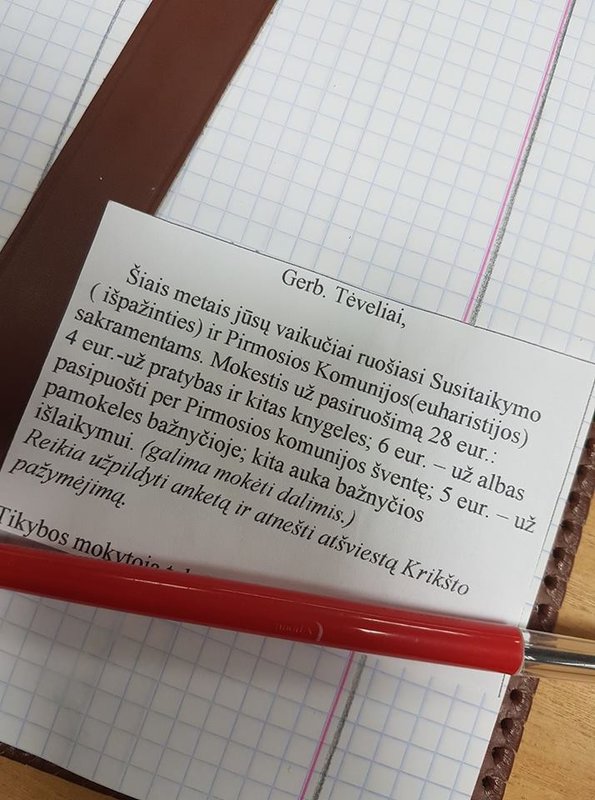 Gerb. Tėveliai,
Šiais metais jūsų vaikučiai ruošiasi Susitaikymo
( išpažinties) ir Pirmosios Komunijos(euharistijos)
sakramentams. Mokestis už pasiruošimą 28 eur.:
4 eur.-už pratybas ir kitas knygeles; 6 eur. – už albas
pasipuošti per Pirmosios komunijos šventę; 5 eur. – už
pamokeles bažnyčioje; kita auka bažnyčios
išlaikymui. (galima mokėti dalimis.)
Reikia užpildyti anketą ir atnešti atšviestą Krikšto
pažymėjimą.
Tikybos mokytoja